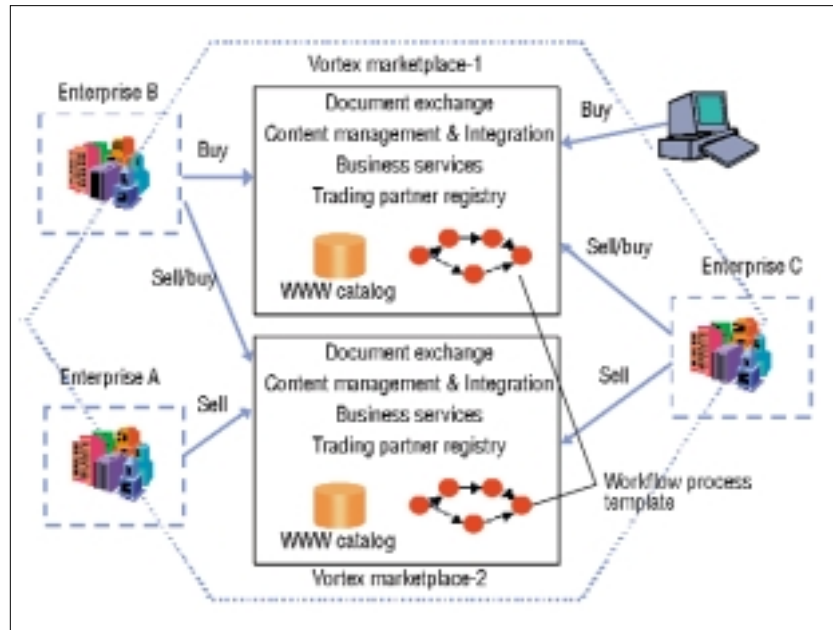 Vortex marketplace-1
Enterprise B
Document exchange
Content management & Integration
Business services
Trading partner registry
WWW catalog
Buy
Buy
Sell/buy
Sell/buy
Enterprise C
Enterprise A
Sell
Sell
Document exchange
Content management & Integration
Business services
Trading partner registry
WWW catalog
Workflow process
template
Vortex marketplace-2